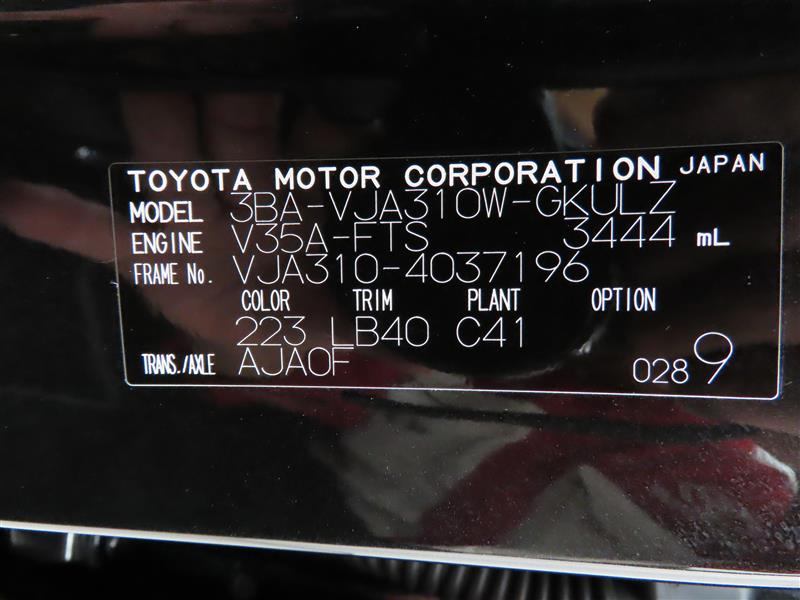 TOYOTA MOTOR CORPORATION JAPAN
MODEL 3BA-VJA310W-GKULZ
ENGINE V35A-FTS 3444 mL
FRAME No. VJA310-4037196
COLOR TRIM PLANT OPTION
223 LB40 C41
TRANS./AXLE AJA0F 0289